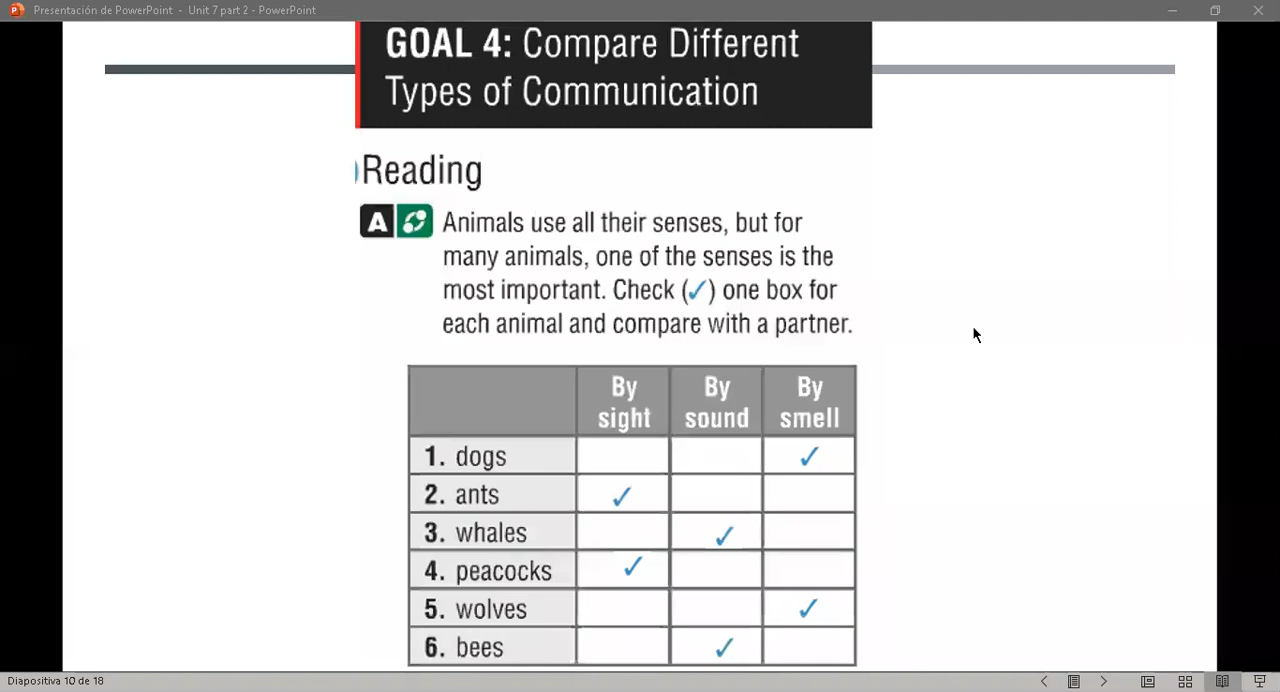 Presentación de PowerPoint - Unit 7 part 2 - PowerPoint
GOAL 4: Compare Different
Types of Communication
Reading
A Animals use all their senses, but for
many animals, one of the senses is the
most important. Check (✓) one box for
each animal and compare with a partner.
By sight By sound By smell
1. dogs ✓
2. ants ✓
3. whales ✓
4. peacocks ✓
5. wolves ✓
6. bees ✓
Diapositiva 10 de 18